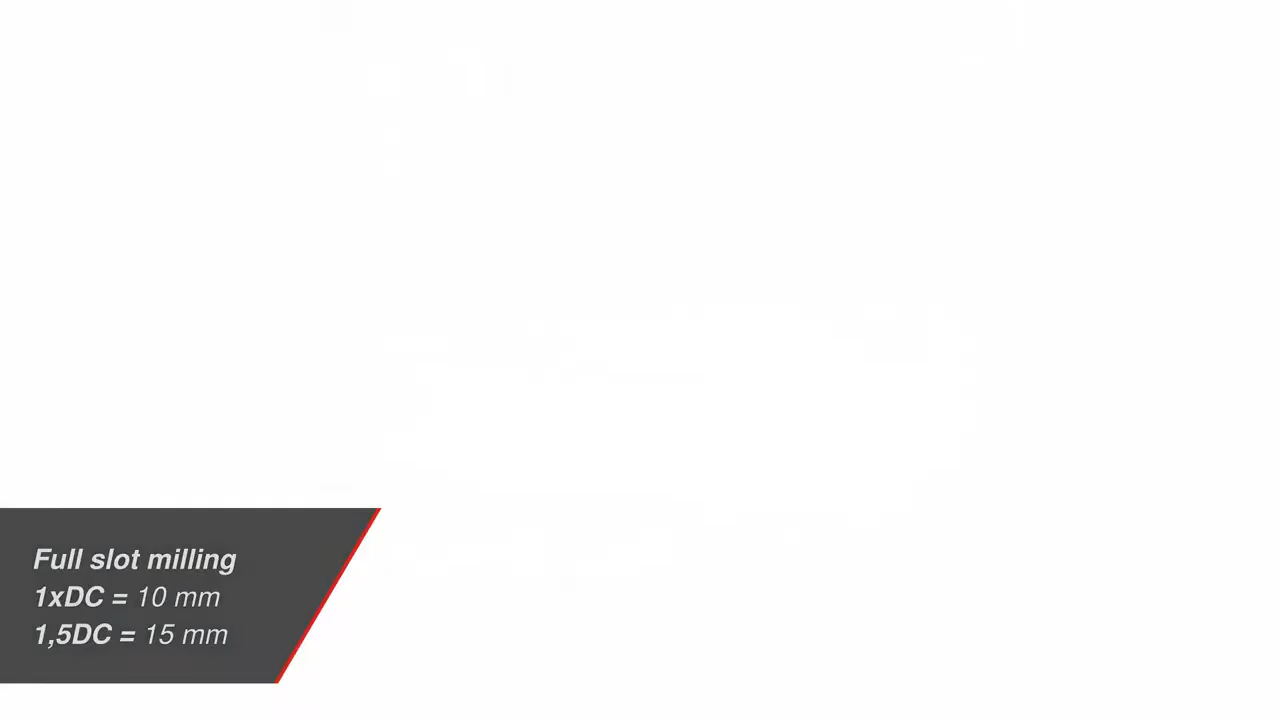 Full slot milling
1xDC = 10 mm
1,5DC = 15 mm